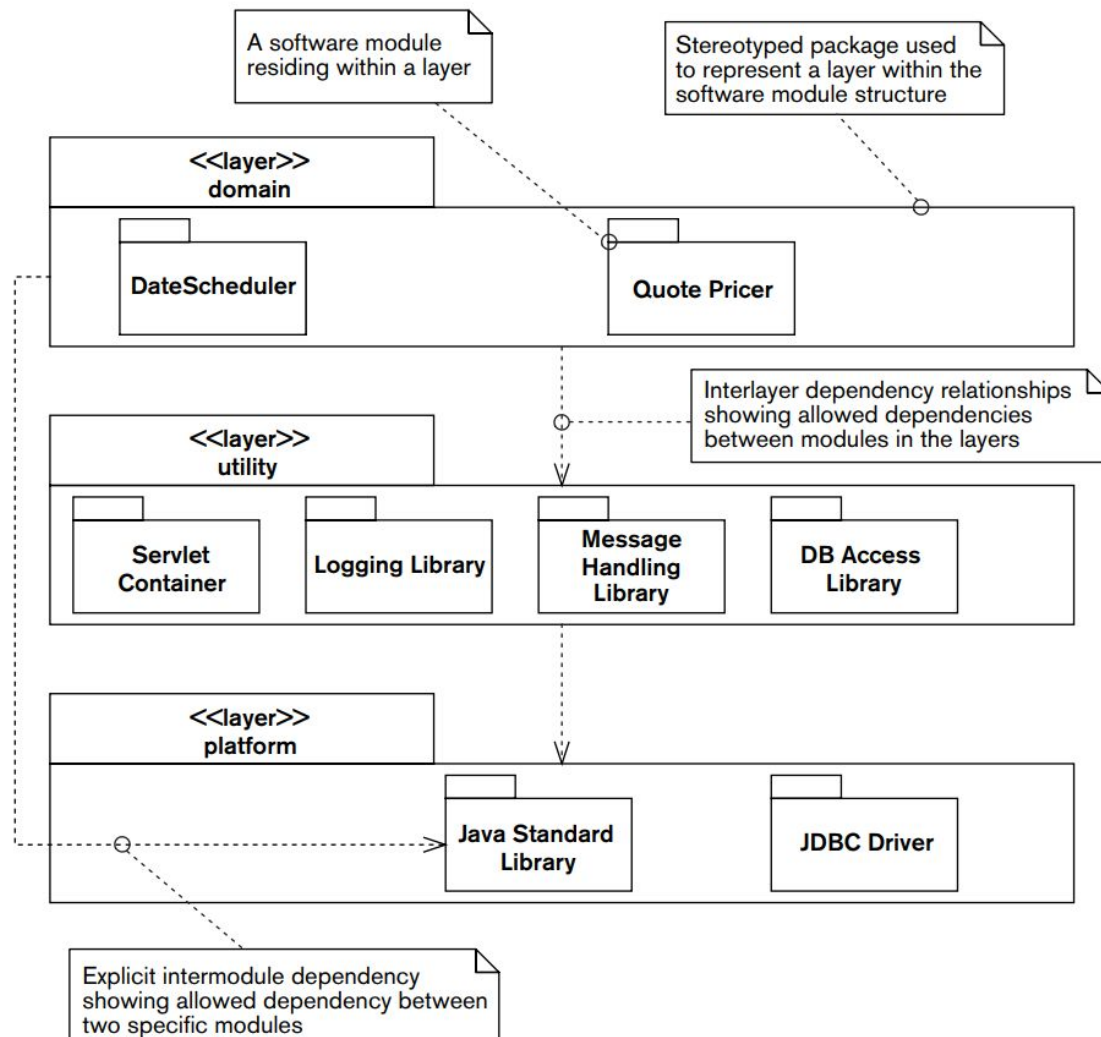 A software module
residing within a layer
Stereotyped package used
to represent a layer within the
software module structure
<<layer>>
domain
DateScheduler
Quote Pricer
Interlayer dependency relationships
showing allowed dependencies
between modules in the layers
<<layer>>
utility
Servlet
Container
Logging Library
Message
Handling
Library
DB Access
Library
<<layer>>
platform
Java Standard
Library
JDBC Driver
Explicit intermodule dependency
showing allowed dependency between
two specific modules